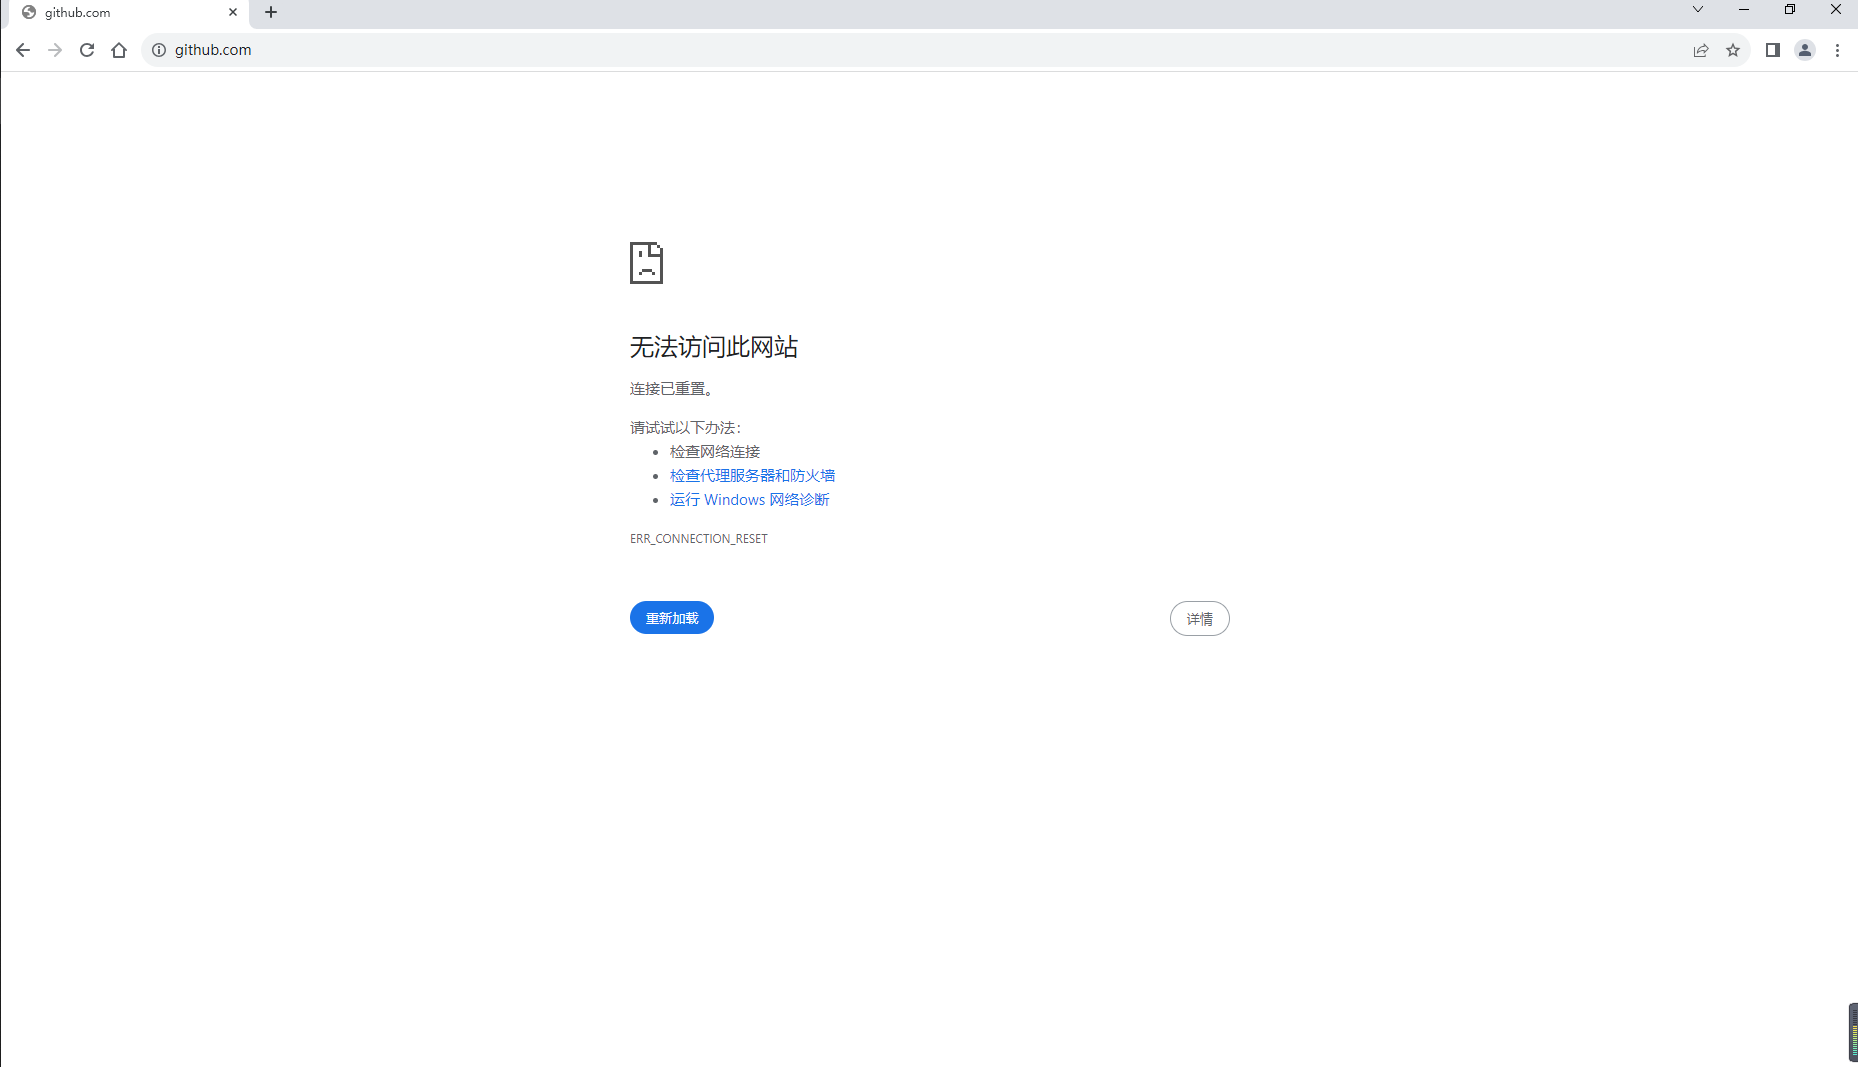 github.com
github.com
无法访问此网站
连接已重置。
请试试以下办法：
检查网络连接
检查代理服务器和防火墙
运行 Windows 网络诊断
ERR_CONNECTION_RESET
重新加载
详情